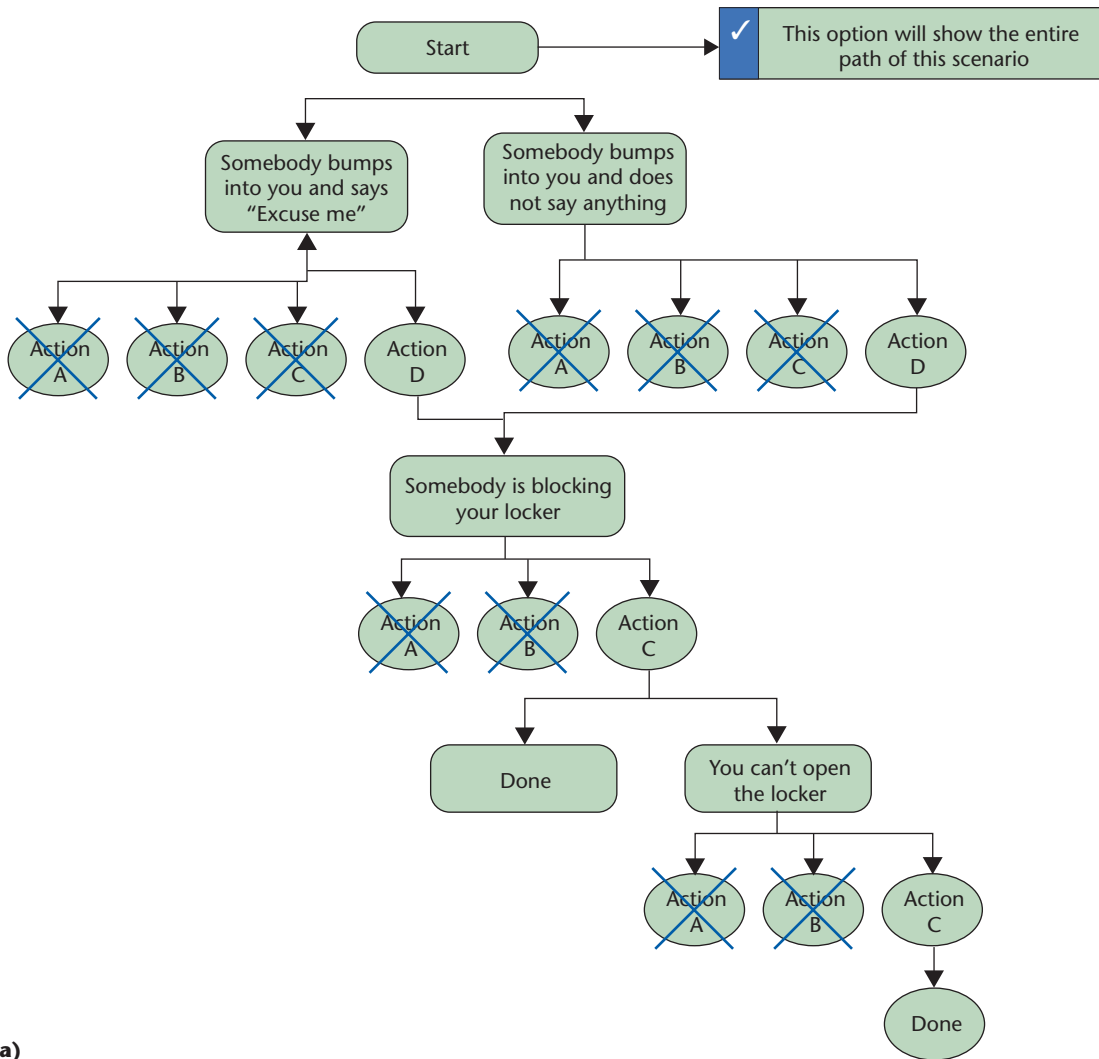 Start
✓
This option will show the entire
path of this scenario
Somebody bumps
into you and says
“Excuse me”
Somebody bumps
into you and does
not say anything
Action
A
Action
B
Action
C
Action
D
Action
A
Action
B
Action
C
Action
D
Somebody is blocking
your locker
Action
A
Action
B
Action
C
Done
You can’t open
the locker
Action
A
Action
B
Action
C
Done
a)